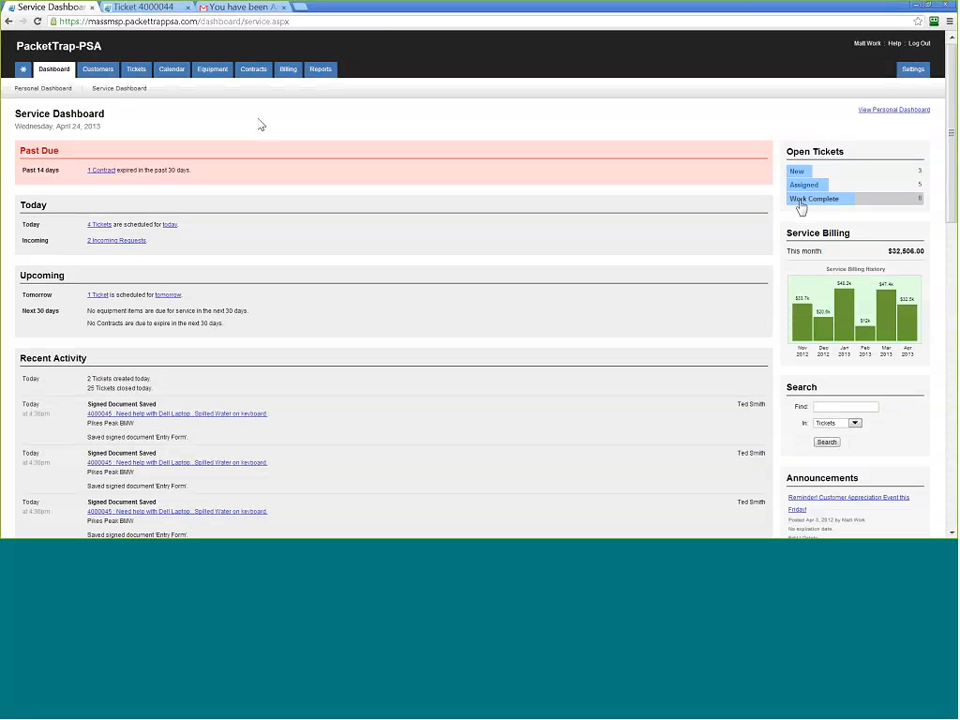 Service Dashboar
Ticket 4000044
You have been A
https://massmsp.packettrappsa.com/dashboard/service.aspx
PacketTrap-PSA
Matt Work | Help | Log Out
Dashboard
Customers
Tickets
Calendar
Equipment
Contracts
Billing
Reports
Settings
Personal Dashboard
Service Dashboard
Service Dashboard
View Personal Dashboard
Wednesday, April 24, 2013
Past Due
Past 14 days
1 Contract expired in the past 30 days.
Today
Today
4 Tickets are scheduled for today.
Incoming
2 Incoming Requests.
Upcoming
Tomorrow
1 Ticket is scheduled for tomorrow.
Next 30 days
No equipment items are due for service in the next 30 days.
No Contracts are due to expire in the next 30 days.
Recent Activity
Today
2 Tickets created today.
25 Tickets closed today.
Today
at 4:36pm
Signed Document Saved
Ted Smith
4000045 : Need help with Dell Laptop...Spilled Water on keyboard.
Pikes Peak BMW
Saved signed document 'Entry Form'.
Today
at 4:36pm
Signed Document Saved
Ted Smith
4000045 : Need help with Dell Laptop...Spilled Water on keyboard.
Pikes Peak BMW
Saved signed document 'Entry Form'.
Today
at 4:36pm
Signed Document Saved
Ted Smith
4000045 : Need help with Dell Laptop...Spilled Water on keyboard.
Pikes Peak BMW
Saved signed document 'Entry Form'.
Open Tickets
New 3
Assigned 5
Work Complete
Service Billing
This month: $32,506.00
Service Billing History
$33.7k
$20.6k
$48.2k
$12k
$47.4k
$32.5k
Nov 2012
Dec 2012
Jan 2013
Feb 2013
Mar 2013
Apr 2013
Search
Find:
In: Tickets
Search
Announcements
Reminder! Customer Appreciation Event this
Friday!
Posted Apr 3, 2012 by Matt Work
No expiration date.